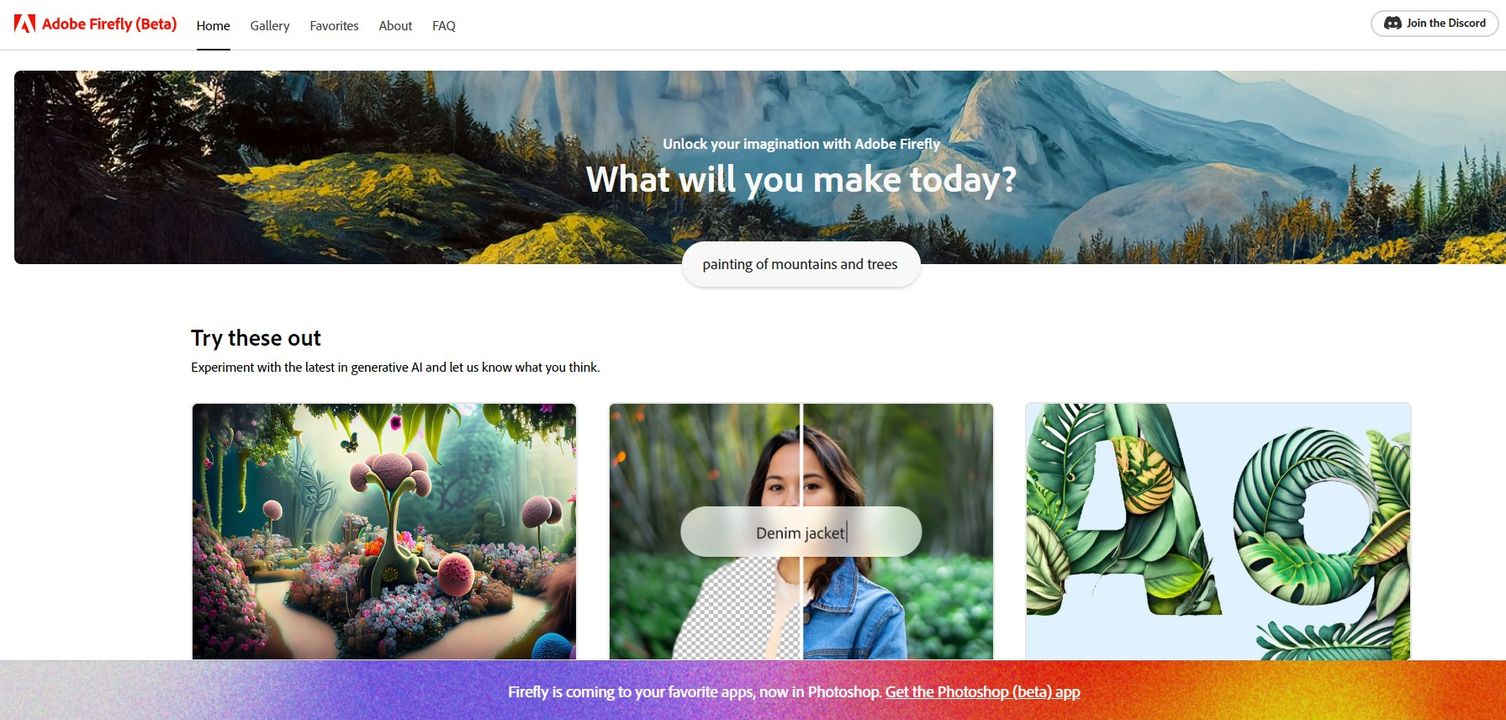 Adobe Firefly (Beta)
Home
Gallery
Favorites
About
FAQ
Join the Discord
Unlock your imagination with Adobe Firefly
What will you make today?
painting of mountains and trees
Try these out
Experiment with the latest in generative AI and let us know what you think.
Denim jacket
Ag
Firefly is coming to your favorite apps, now in Photoshop. Get the Photoshop (beta) app